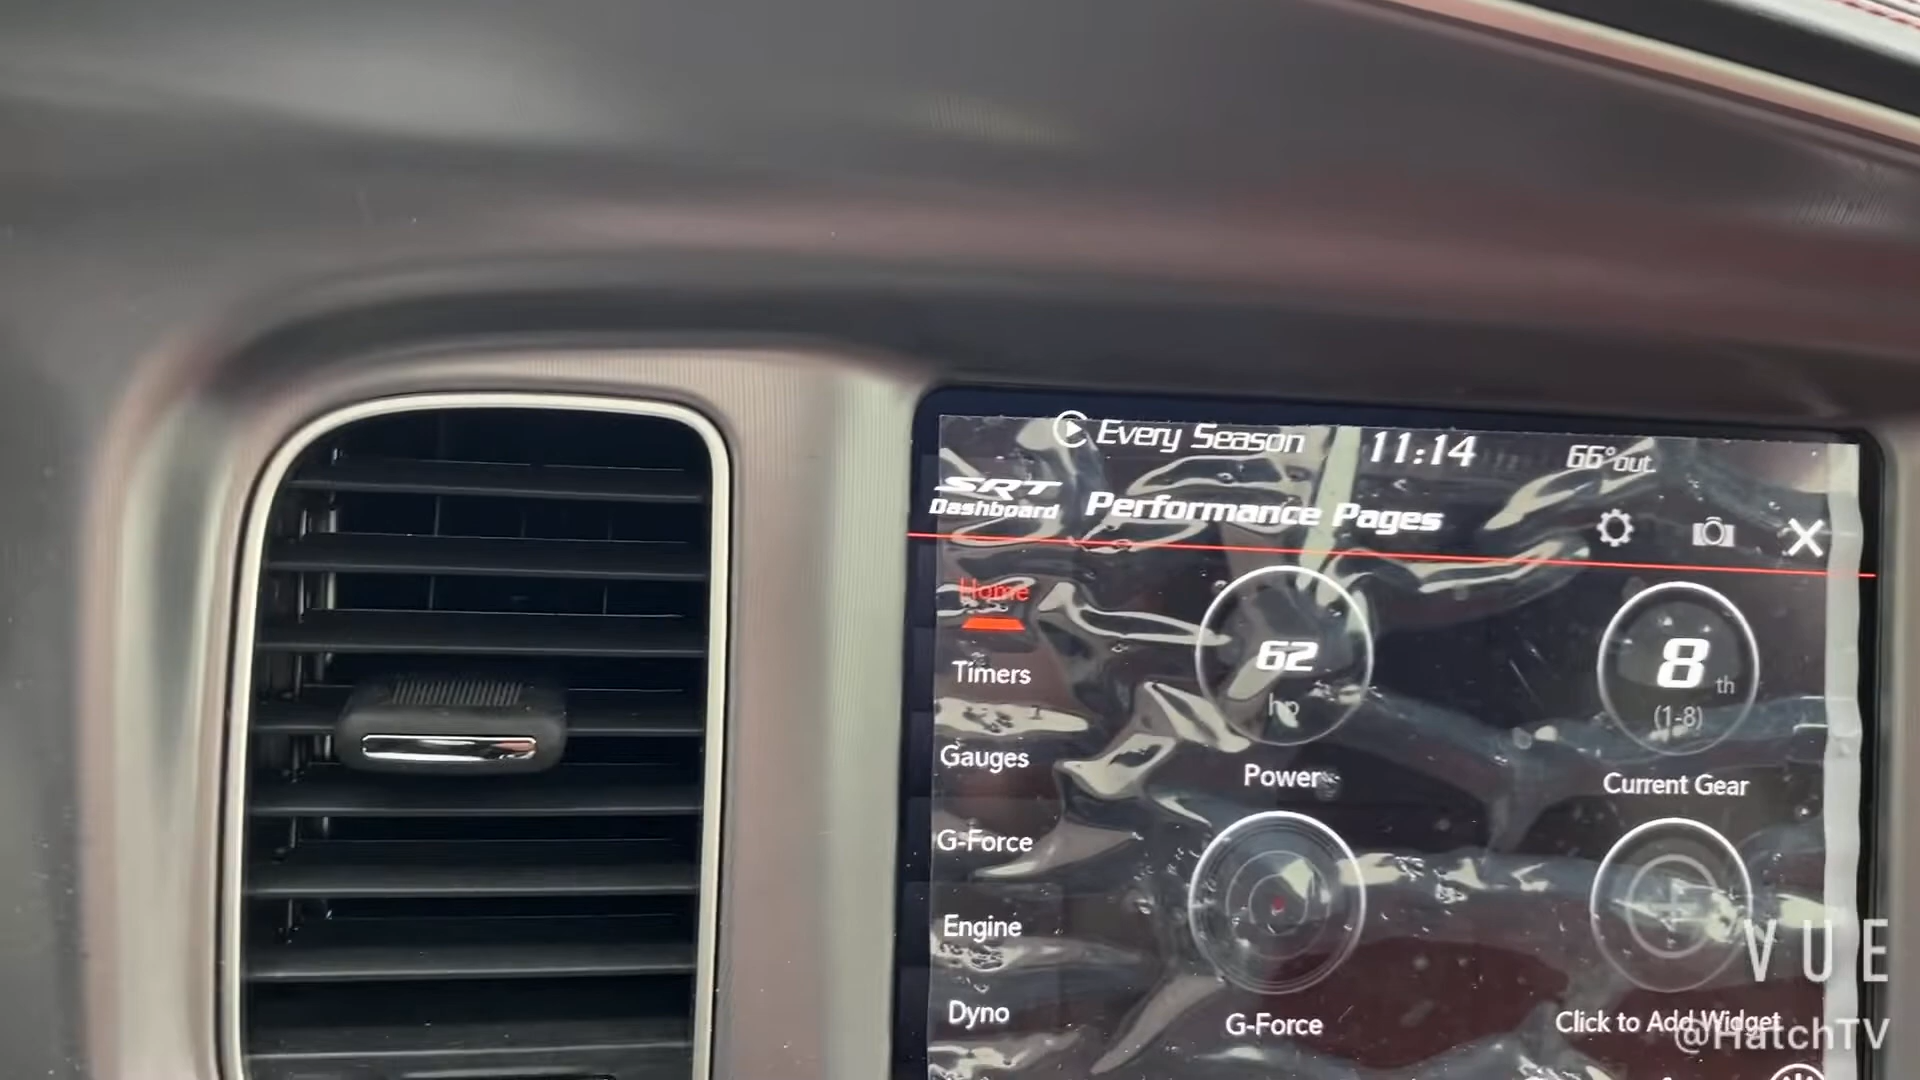 Every Season 11:14 66°out
SRT
Dashboard
Performance Pages
Home
Timers
Gauges
G-Force
Engine
Dyno
62
hp
Power
8 th
(1-8)
Current Gear
G-Force
Click to Add Widget
VUE
@HatchTV